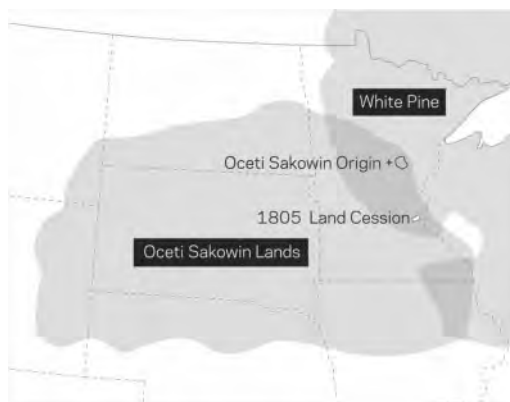 White Pine
Oceti Sakowin Origin +
1805 Land Cession
Oceti Sakowin Lands